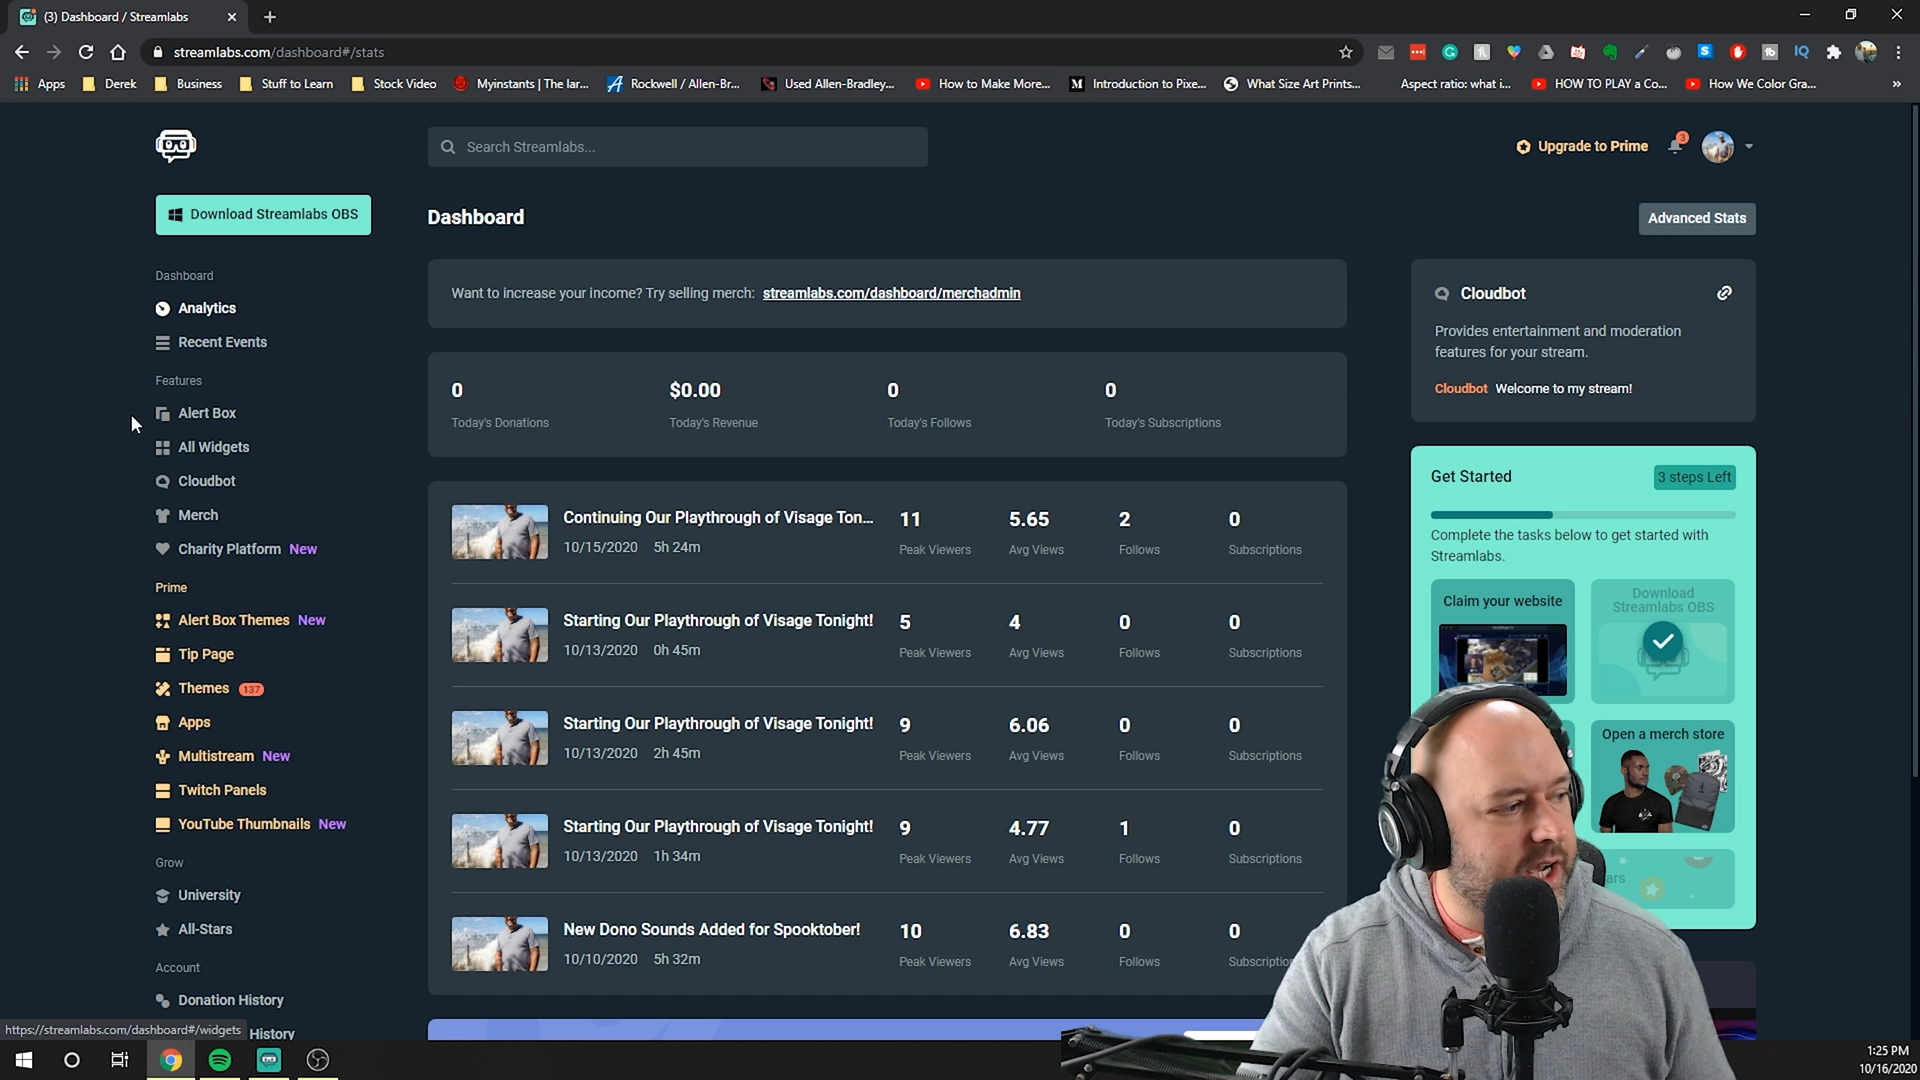 (3) Dashboard / Streamlabs
streamlabs.com/dashboard#/stats
Apps
Derek
Business
Stuff to Learn
Stock Video
Myinstants | The lar...
Rockwell / Allen-Br...
Used Allen-Bradley...
How to Make More...
Introduction to Pixe...
What Size Art Prints...
Aspect ratio: what i...
HOW TO PLAY a Co...
How We Color Gra...
Search Streamlabs...
Upgrade to Prime
3
Download Streamlabs OBS
Dashboard
Advanced Stats
Dashboard
Analytics
Recent Events
Features
Alert Box
All Widgets
Cloudbot
Merch
Charity Platform New
Prime
Alert Box Themes New
Tip Page
Themes 137
Apps
Multistream New
Twitch Panels
YouTube Thumbnails New
Grow
University
All-Stars
Account
Donation History
History
https://streamlabs.com/dashboard#/widgets
Want to increase your income? Try selling merch: streamlabs.com/dashboard/merchadmin
0 $0.00 0 0
Today's Donations Today's Revenue Today's Follows Today's Subscriptions
Continuing Our Playthrough of Visage Ton... 11 5.65 2 0
10/15/2020 5h 24m Peak Viewers Avg Views Follows Subscriptions
Starting Our Playthrough of Visage Tonight! 5 4 0 0
10/13/2020 0h 45m Peak Viewers Avg Views Follows Subscriptions
Starting Our Playthrough of Visage Tonight! 9 6.06 0 0
10/13/2020 2h 45m Peak Viewers Avg Views Follows Subscriptions
Starting Our Playthrough of Visage Tonight! 9 4.77 1 0
10/13/2020 1h 34m Peak Viewers Avg Views Follows Subscriptions
New Dono Sounds Added for Spooktober! 10 6.83 0 0
10/10/2020 5h 32m Peak Viewers Avg Views Follows
Cloudbot
Provides entertainment and moderation
features for your stream.
Cloudbot Welcome to my stream!
Get Started 3 steps Left
Complete the tasks below to get started with
Streamlabs.
Claim your website
Download
Streamlabs OBS
Open a merch store
1:25 PM
10/16/2020